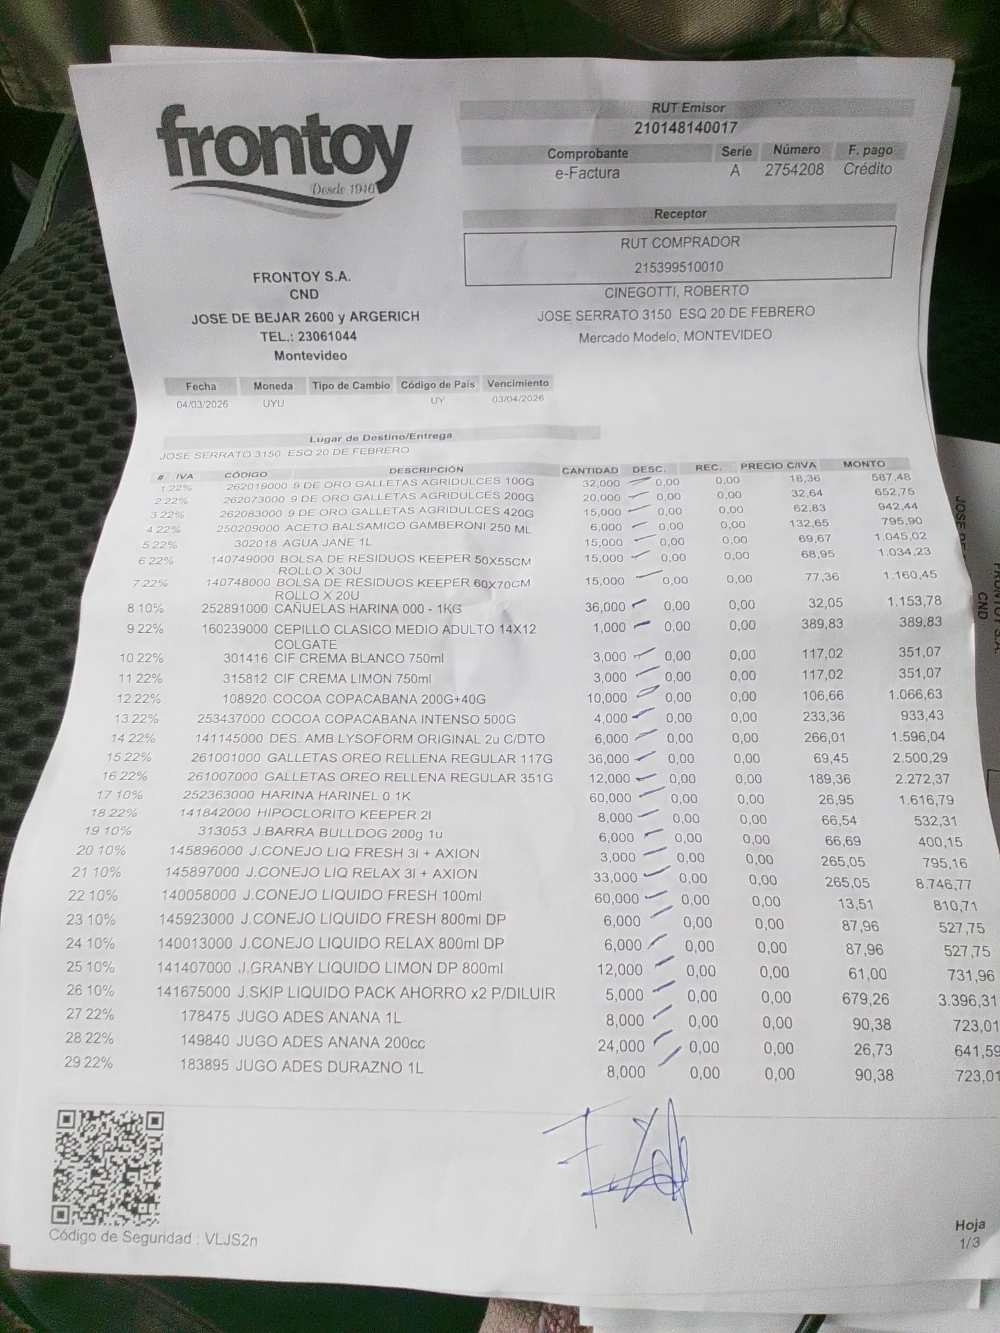 frontoy
Desde 1916
RUT Emisor
210148140017
Comprobante Serie Número F. pago
e-Factura A 2754208 Crédito
Receptor
RUT COMPRADOR
215399510010
CINEGOTTI, ROBERTO
JOSE SERRATO 3150 ESQ 20 DE FEBRERO
Mercado Modelo, MONTEVIDEO
FRONTOY S.A.
CND
JOSE DE BEJAR 2600 y ARGERICH
TEL.: 23061044
Montevideo
Fecha Moneda Tipo de Cambio Código de País Vencimiento
04/03/2026 UYU UY 03/04/2026
Lugar de Destino/Entrega
JOSE SERRATO 3150 ESQ 20 DE FEBRERO
# IVA CÓDIGO DESCRIPCIÓN CANTIDAD DESC. REC. PRECIO C/IVA MONTO
1 22% 262019000 9 DE ORO GALLETAS AGRIDULCES 100G 32,000 0,00 0,00 18,36 587,48
2 22% 262073000 9 DE ORO GALLETAS AGRIDULCES 200G 20,000 0,00 0,00 32,64 652,75
3 22% 262083000 9 DE ORO GALLETAS AGRIDULCES 420G 15,000 0,00 0,00 62,83 942,44
4 22% 250209000 ACETO BALSAMICO GAMBERONI 250 ML 6,000 0,00 0,00 132,65 795,90
5 22% 302018 AGUA JANE 1L 15,000 0,00 0,00 69,67 1.045,02
6 22% 140749000 BOLSA DE RESIDUOS KEEPER 50X55CM 15,000 0,00 0,00 68,95 1.034,23
ROLLO X 30U
7 22% 140748000 BOLSA DE RESIDUOS KEEPER 60X70CM 15,000 0,00 0,00 77,36 1.160,45
ROLLO X 20U
8 10% 252891000 CAÑUELAS HARINA 000 - 1KG 36,000 0,00 0,00 32,05 1.153,78
9 22% 160239000 CEPILLO CLASICO MEDIO ADULTO 14X12 1,000 0,00 0,00 389,83 389,83
COLGATE
10 22% 301416 CIF CREMA BLANCO 750ml 3,000 0,00 0,00 117,02 351,07
11 22% 315812 CIF CREMA LIMON 750ml 3,000 0,00 0,00 117,02 351,07
12 22% 108920 COCOA COPACABANA 200G+40G 10,000 0,00 0,00 106,66 1.066,63
13 22% 253437000 COCOA COPACABANA INTENSO 500G 4,000 0,00 0,00 233,36 933,43
14 22% 141145000 DES. AMB LYSOFORM ORIGINAL 2u C/DTO 6,000 0,00 0,00 266,01 1.596,04
15 22% 261001000 GALLETAS OREO RELLENA REGULAR 117G 36,000 0,00 0,00 69,45 2.500,29
16 22% 261007000 GALLETAS OREO RELLENA REGULAR 351G 12,000 0,00 0,00 189,36 2.272,37
17 10% 252363000 HARINA HARINEL 0 1K 60,000 0,00 0,00 26,95 1.616,79
18 22% 141842000 HIPOCLORITO KEEPER 2l 8,000 0,00 0,00 66,54 532,31
19 10% 313053 J.BARRA BULLDOG 200g 1u 6,000 0,00 0,00 66,69 400,15
20 10% 145896000 J.CONEJO LIQ FRESH 3l + AXION 3,000 0,00 0,00 265,05 795,16
21 10% 145897000 J.CONEJO LIQ RELAX 3l + AXION 33,000 0,00 0,00 265,05 8.746,77
22 10% 140058000 J.CONEJO LIQUIDO FRESH 100ml 60,000 0,00 0,00 13,51 810,71
23 10% 145923000 J.CONEJO LIQUIDO FRESH 800ml DP 6,000 0,00 0,00 87,96 527,75
24 10% 140013000 J.CONEJO LIQUIDO RELAX 800ml DP 6,000 0,00 0,00 87,96 527,75
25 10% 141407000 J.GRANBY LIQUIDO LIMON DP 800ml 12,000 0,00 0,00 61,00 731,96
26 10% 141675000 J.SKIP LIQUIDO PACK AHORRO x2 P/DILUIR 5,000 0,00 0,00 679,26 3.396,31
27 22% 178475 JUGO ADES ANANA 1L 8,000 0,00 0,00 90,38 723,01
28 22% 149840 JUGO ADES ANANA 200cc 24,000 0,00 0,00 26,73 641,59
29 22% 183895 JUGO ADES DURAZNO 1L 8,000 0,00 0,00 90,38 723,01
Código de Seguridad : VLJS2n
Hoja
1/3
CND